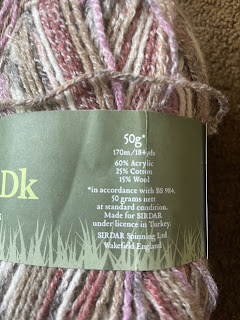 50g*
170m/184yds
60% Acrylic
25% Cotton
15% Wool
*in accordance with BS 984.
50 grams nett
at standard condition.
Made for SIRDAR
under licence in Turkey.
SIRDAR Spinning Ltd
Wakefield England
Dk